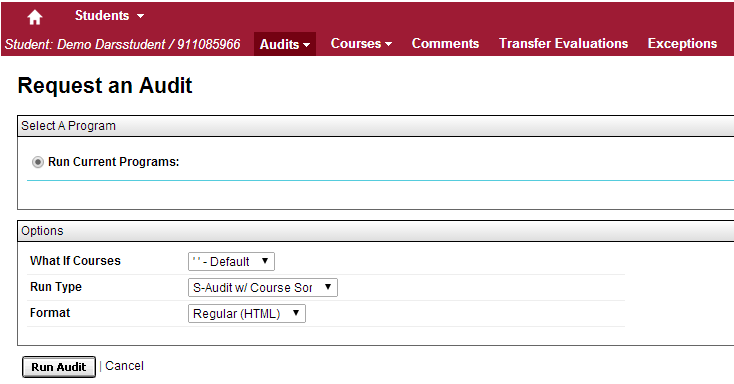 Students
Student: Demo Darsstudent / 911085966 Audits Courses Comments Transfer Evaluations Exceptions
Request an Audit
Select A Program
Run Current Programs:
Options
What If Courses ' ' - Default
Run Type S-Audit w/ Course Sor
Format Regular (HTML)
Run Audit | Cancel